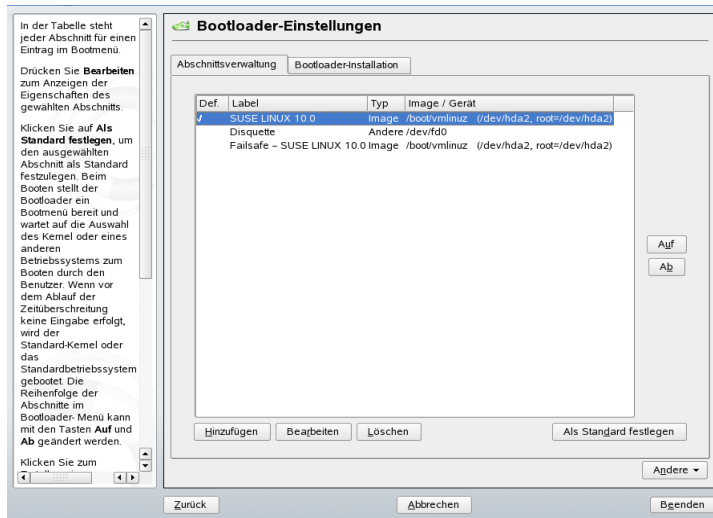 In der Tabelle steht
jeder Abschnitt für einen
Eintrag im Bootmenü.
Drücken Sie Bearbeiten
zum Anzeigen der
Eigenschaften des
gewählten Abschnitts.
Klicken Sie auf Als
Standard festlegen, um
den ausgewählten
Abschnitt als Standard
festzulegen. Beim
Booten stellt der
Bootloader ein
Bootmenü bereit und
wartet auf die Auswahl
des Kernel oder eines
anderen
Betriebssystems zum
Booten durch den
Benutzer. Wenn vor
dem Ablauf der
Zeitüberschreitung
keine Eingabe erfolgt,
wird der
Standard-Kernel oder
das
Standardbetriebssystem
gebootet. Die
Reihenfolge der
Abschnitte im
Bootloader- Menü kann
mit den Tasten Auf und
Ab geändert werden.
Klicken Sie zum
Bootloader-Einstellungen
Abschnittsverwaltung Bootloader-Installation
Def. Label Typ Image / Gerät
SUSE LINUX 10.0 Image /boot/vmlinuz (/dev/hda2, root=/dev/hda2)
Disquette Andere /dev/fd0
Failsafe – SUSE LINUX 10.0 Image /boot/vmlinuz (/dev/hda2, root=/dev/hda2)
Auf
Ab
Hinzufügen Bearbeiten Löschen Als Standard festlegen
Andere
Zurück Abbrechen Beenden